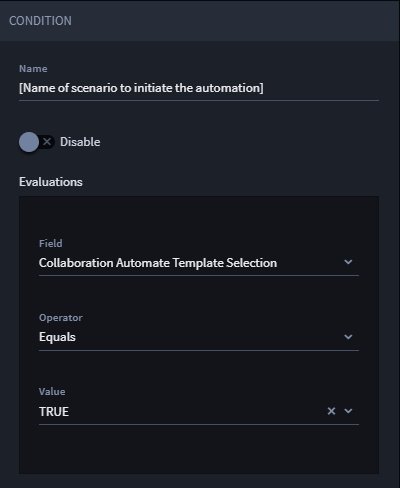 CONDITION
Name
[Name of scenario to initiate the automation]
Disable
Evaluations
Field
Collaboration Automate Template Selection
Operator
Equals
Value
TRUE